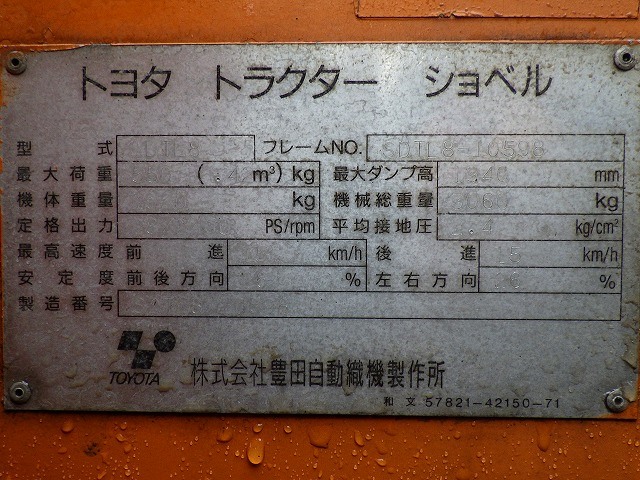 トヨタ トラクター ショベル
型式 フレームNO. SDTL8-1059
最大荷重 (.4m³) kg 最大ダンプ高 mm
機体重量 kg 機械総重量 kg
定格出力 PS/rpm 平均接地圧 kg/cm²
最高速度 前進 km/h 後進 15 km/h
安定度 前後方向 % 左右方向 %
製造番号
TOYOTA 株式会社豊田自動織機製作所
和文 57821-42150-71